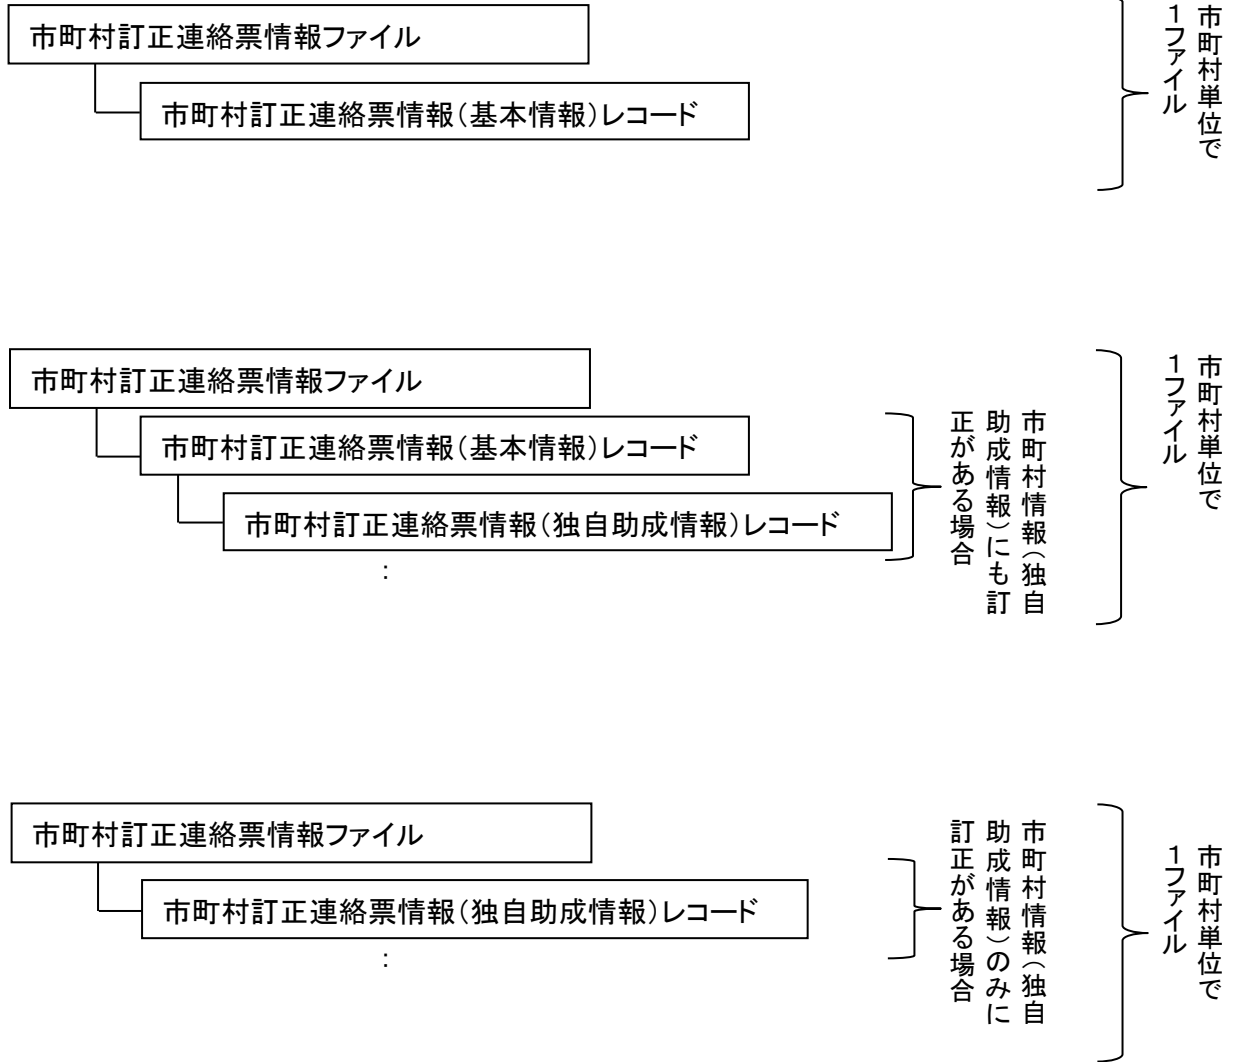 市町村訂正連絡票情報ファイル
市町村訂正連絡票情報（基本情報）レコード
市町村単位で
１ファイル
市町村訂正連絡票情報ファイル
市町村訂正連絡票情報（基本情報）レコード
市町村訂正連絡票情報（独自助成情報）レコード
：
市町村情報（独自
助成情報）にも訂
正がある場合
市町村単位で
１ファイル
市町村訂正連絡票情報ファイル
市町村訂正連絡票情報（独自助成情報）レコード
：
市町村情報（独自
助成情報）のみに
訂正がある場合
市町村単位で
１ファイル